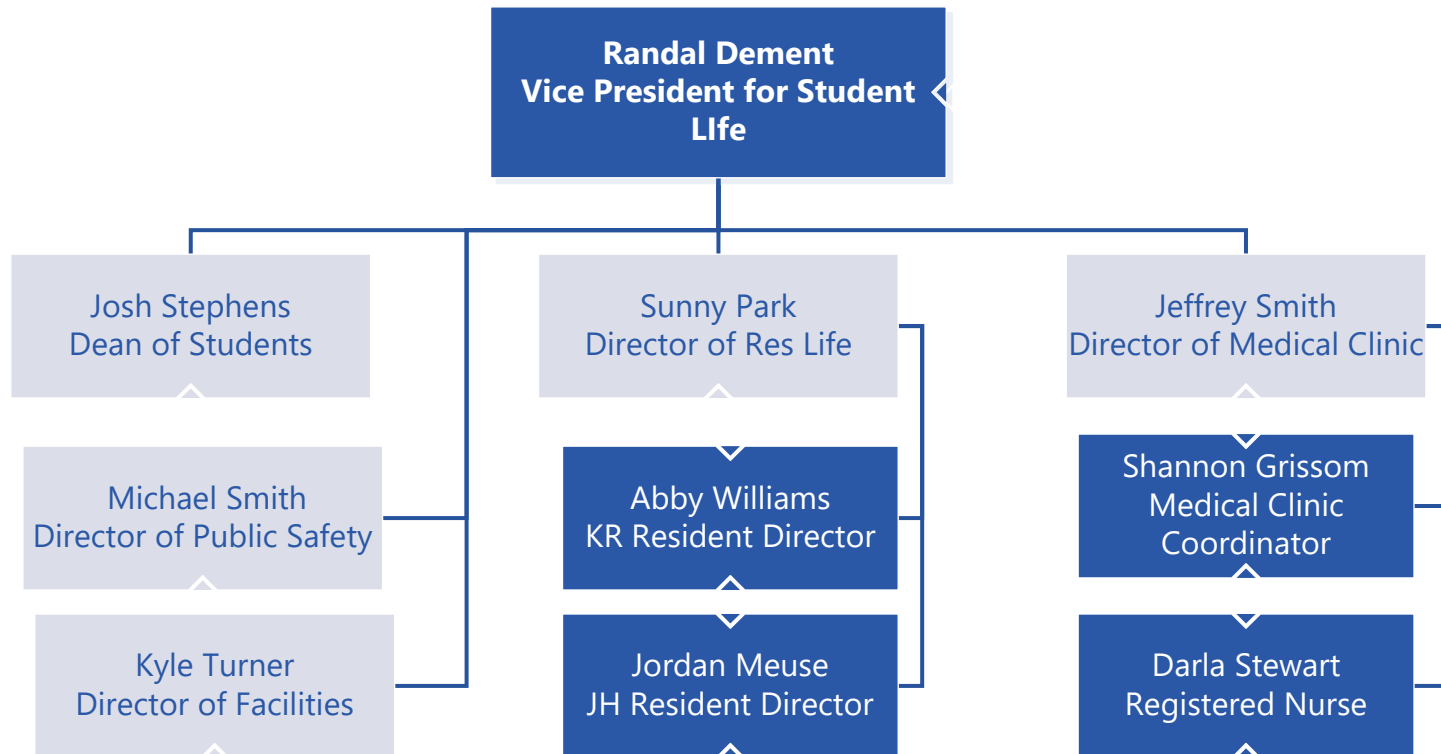 Randal Dement
Vice President for Student
LIfe
Josh Stephens
Dean of Students
Sunny Park
Director of Res Life
Jeffrey Smith
Director of Medical Clinic
Michael Smith
Director of Public Safety
Abby Williams
KR Resident Director
Shannon Grissom
Medical Clinic
Coordinator
Kyle Turner
Director of Facilities
Jordan Meuse
JH Resident Director
Darla Stewart
Registered Nurse